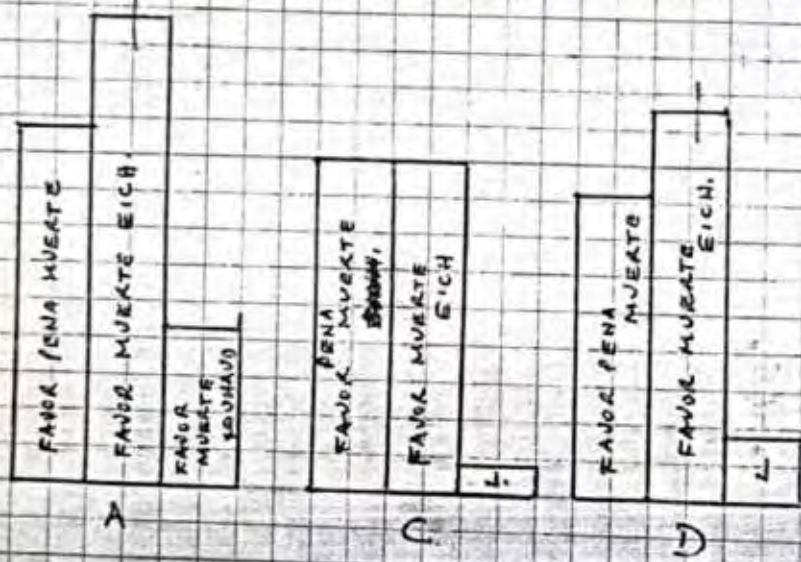 FAVOR PENA MUERTE
FAVOR MUERTE EICH.
FAVOR
MUERTE
A
PENA
FAVOR MUERTE
FAVOR MUERTE
EICH
L.
C
FAVOR PENA
MUERTE
FAVOR MUERTE
EICH.
L
D